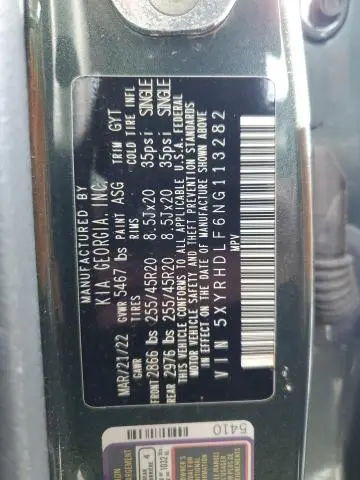 MANUFACTURED BY
KIA GEORGIA, INC.
MAR/21/22 GVWR 5467 lbs PAINT ASG TRIM GYT
GAWR TIRES RIMS COLD TIRE INFL
FRONT 2866 lbs 255/45R20 8.5Jx20 35psi SINGLE
REAR 2976 lbs 255/45R20 8.5Jx20 35psi SINGLE
THIS VEHICLE CONFORMS TO ALL APPLICABLE U.S.A. FEDERAL
MOTOR VEHICLE SAFETY, BUMPER, AND THEFT PREVENTION STANDARDS
IN EFFECT ON THE DATE OF MANUFACTURE SHOWN ABOVE
MPV
VIN 5XYRHDLF6NG113282
5410